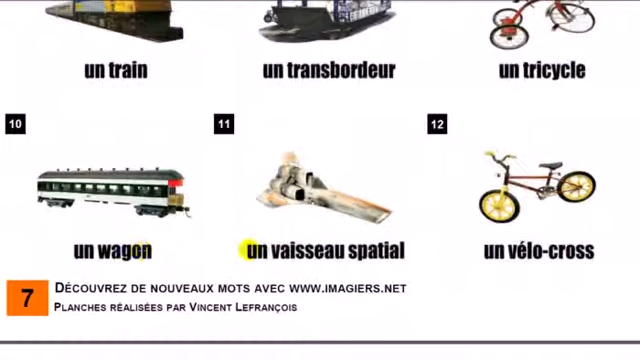 un train
un transbordeur
un tricycle
10
11
12
un wagon
un vaisseau spatial
un vélo-cross
7
DÉCOUVREZ DE NOUVEAUX MOTS AVEC WWW.IMAGIERS.NET
PLANCHES RÉALISÉES PAR VINCENT LEFRANÇOIS